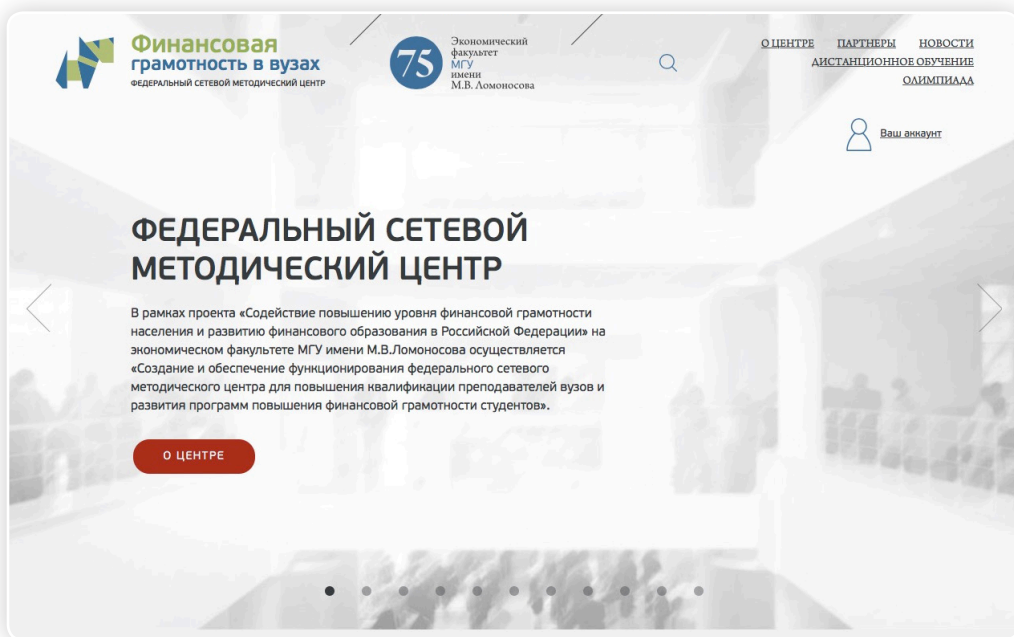 Финансовая
грамотность в вузах
ФЕДЕРАЛЬНЫЙ СЕТЕВОЙ МЕТОДИЧЕСКИЙ ЦЕНТР
75
Экономический
факультет
МГУ
имени
М.В. Ломоносова
О ЦЕНТРЕ ПАРТНЕРЫ НОВОСТИ
ДИСТАНЦИОННОЕ ОБУЧЕНИЕ
ОЛИМПИАДА
Ваш аккаунт
ФЕДЕРАЛЬНЫЙ СЕТЕВОЙ
МЕТОДИЧЕСКИЙ ЦЕНТР
В рамках проекта «Содействие повышению уровня финансовой грамотности
населения и развитию финансового образования в Российской Федерации» на
экономическом факультете МГУ имени М.В.Ломоносова осуществляется
«Создание и обеспечение функционирования федерального сетевого
методического центра для повышения квалификации преподавателей вузов и
развития программ повышения финансовой грамотности студентов».
О ЦЕНТРЕ